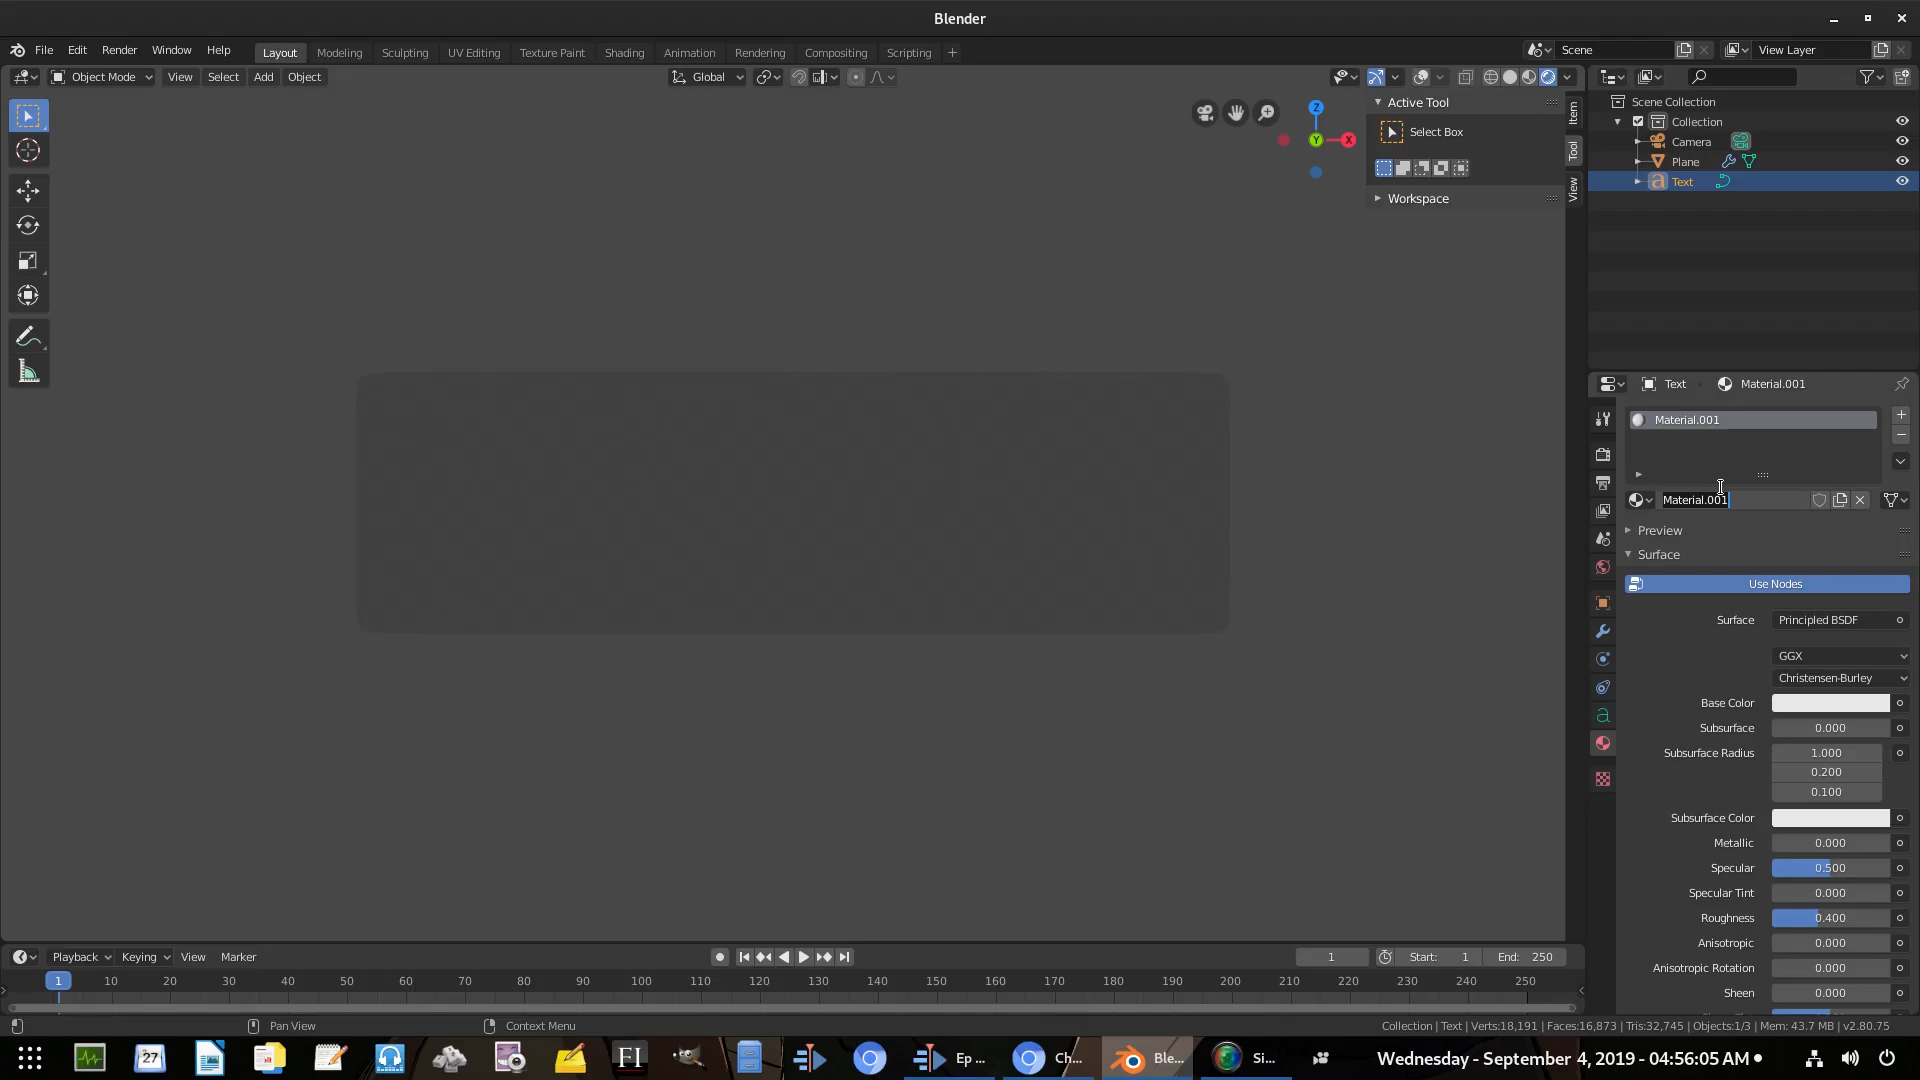 Blender
File Edit Render Window Help
Layout Modeling Sculpting UV Editing Texture Paint Shading Animation Rendering Compositing Scripting +
Scene
View Layer
Object Mode View Select Add Object
Global
Active Tool
Select Box
Workspace
Item
Tool
View
Z
Y
X
Scene Collection
Collection
Camera
Plane
Text
Text Material.001
Material.001
Material.001
Preview
Surface
Use Nodes
Surface Principled BSDF
GGX
Christensen-Burley
Base Color
Subsurface 0.000
Subsurface Radius 1.000
0.200
0.100
Subsurface Color
Metallic 0.000
Specular 0.500
Specular Tint 0.000
Roughness 0.400
Anisotropic 0.000
Anisotropic Rotation 0.000
Sheen 0.000
Playback Keying View Marker
1 Start: 1 End: 250
1 10 20 30 40 50 60 70 80 90 100 110 120 130 140 150 160 170 180 190 200 210 220 230 240 250
Pan View
Context Menu
Collection | Text | Verts:18,191 | Faces:16,873 | Tris:32,745 | Objects:1/3 | Mem: 43.7 MB | v2.80.75
27
FI
Ep ...
Ch...
Ble...
Si...
Wednesday - September 4, 2019 - 04:56:05 AM